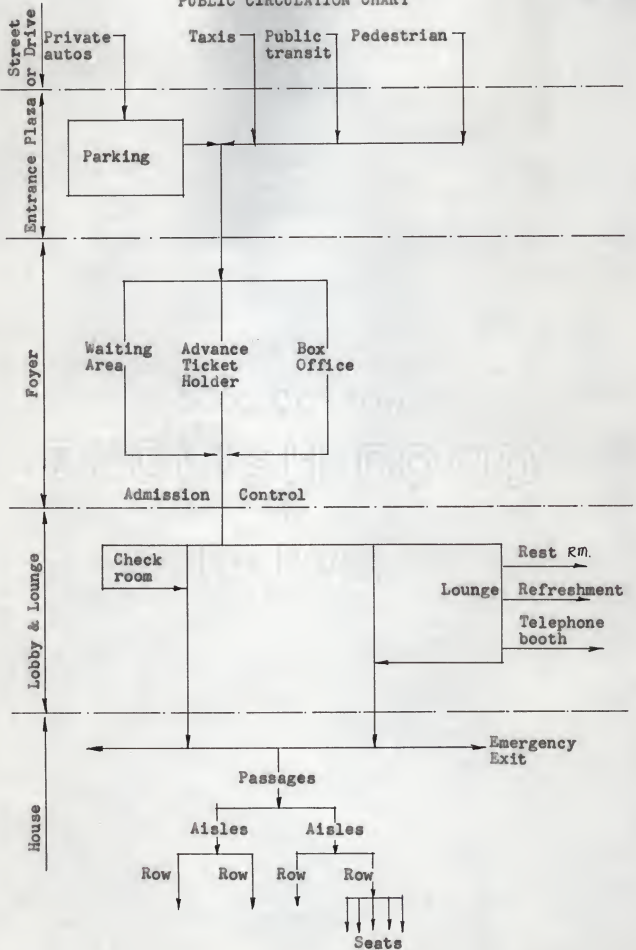 PUBLIC CIRCULATION CHART
Street
or Drive
Private
autos
Taxis
Public
transit
Pedestrian
Entrance Plaza
Parking
Foyer
Waiting
Area
Advance
Ticket
Holder
Box
Office
Admission Control
Lobby & Lounge
Check
room
Lounge
Rest RM.
Refreshment
Telephone
booth
House
Emergency
Exit
Passages
Aisles Aisles
Row Row Row Row
Seats